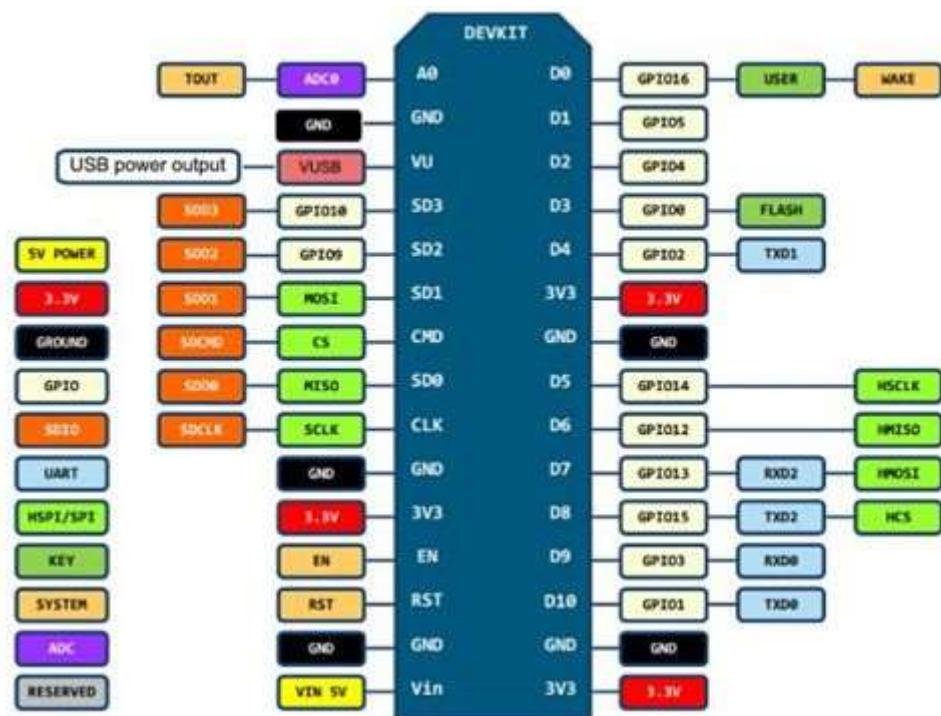 DEVKIT
TOUT ADC0 A0 D0 GPIO16 USER WAKE
GND GND D1 GPIO5
USB power output VUSB VU D2 GPIO4
SDD3 GPIO10 SD3 D3 GPIO0 FLASH
5V POWER SDD2 GPIO9 SD2 D4 GPIO2 TXD1
3.3V SDD1 MOSI SD1 3V3 3.3V
GROUND SDCMD CS CMD GND GND
GPIO SDD0 MISO SD0 D5 GPIO14 HSCLK
SDIO SDCLK SCLK CLK D6 GPIO12 HMISO
UART GND GND D7 GPIO13 RXD2 HMOSI
HSPI/SPI 3.3V 3V3 D8 GPIO15 TXD2 HCS
KEY EN EN D9 GPIO3 RXD0
SYSTEM RST RST D10 GPIO1 TXD0
ADC GND GND GND GND
RESERVED VIN 5V Vin 3V3 3.3V